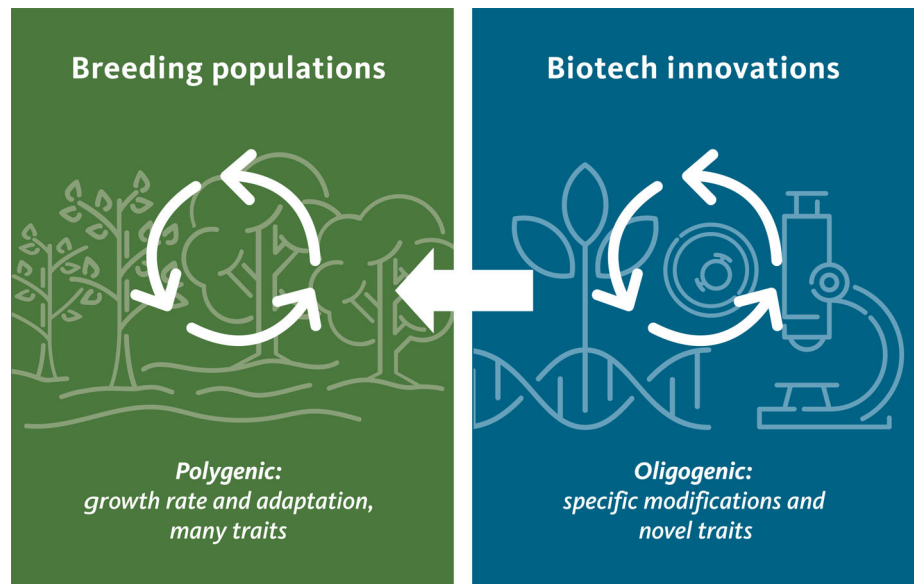 Breeding populations
Polygenic:
growth rate and adaptation,
many traits
Biotech innovations
Oligogenic:
specific modifications and
novel traits